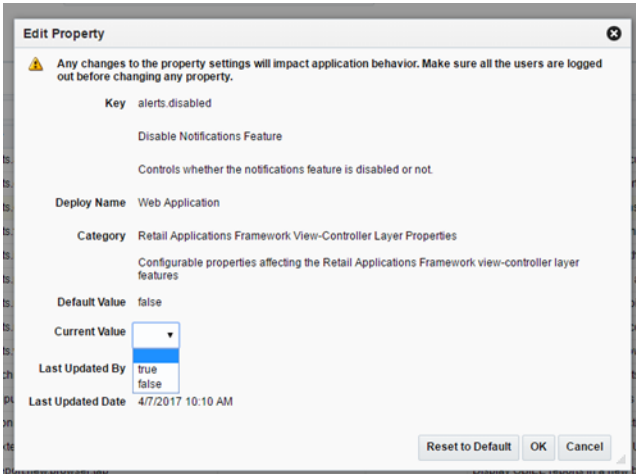 Edit Property
Any changes to the property settings will impact application behavior. Make sure all the users are logged
out before changing any property.
Key alerts.disabled
Disable Notifications Feature
Controls whether the notifications feature is disabled or not.
Deploy Name Web Application
Category Retail Applications Framework View-Controller Layer Properties
Configurable properties affecting the Retail Applications Framework view-controller layer
features
Default Value false
Current Value
Last Updated By true
false
Last Updated Date 4/7/2017 10:10 AM
Reset to Default OK Cancel